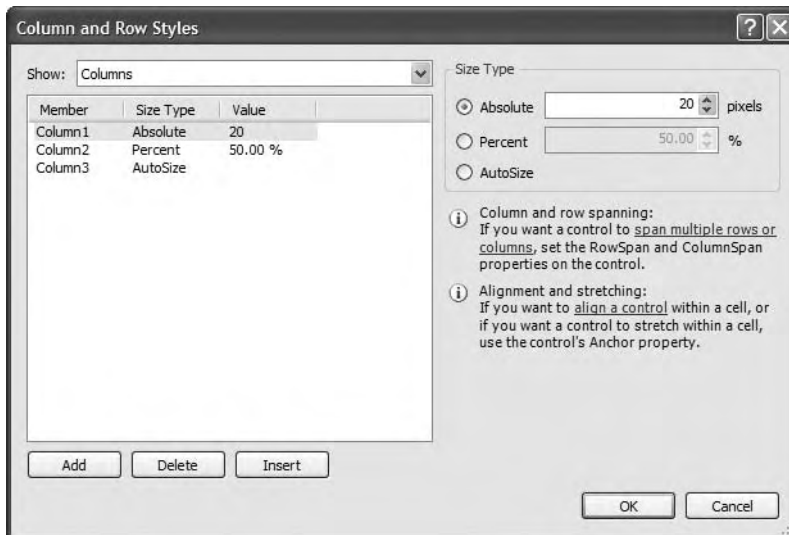 Column and Row Styles
Show: Columns
Member Size Type Value
Column1 Absolute 20
Column2 Percent 50.00 %
Column3 AutoSize
Add Delete Insert
Size Type
Absolute 20 pixels
Percent 50.00 %
AutoSize
Column and row spanning:
If you want a control to span multiple rows or
columns, set the RowSpan and ColumnSpan
properties on the control.
Alignment and stretching:
If you want to align a control within a cell, or
if you want a control to stretch within a cell,
use the control's Anchor property.
OK Cancel